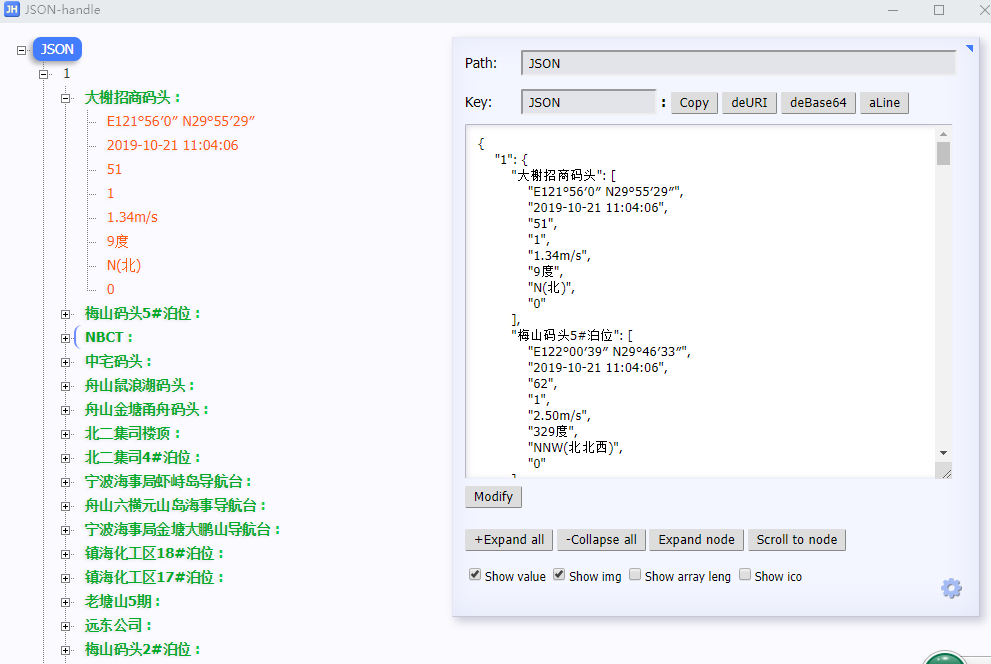 JH JSON-handle
JSON
1
大榭招商码头：
E121°56′0″ N29°55′29″
2019-10-21 11:04:06
51
1
1.34m/s
9度
N(北)
0
梅山码头5#泊位：
NBCT：
中宅码头：
舟山鼠浪湖码头：
舟山金塘甬舟码头：
北二集司楼顶：
北二集司4#泊位：
宁波海事局虾峙岛导航台：
舟山六横元山岛海事导航台：
宁波海事局金塘大鹏山导航台：
镇海化工区18#泊位：
镇海化工区17#泊位：
老塘山5期：
远东公司：
梅山码头2#泊位：
Path: JSON
Key: JSON : Copy deURI deBase64 aLine
{
"1": {
"大榭招商码头": [
"E121°56′0″ N29°55′29″",
"2019-10-21 11:04:06",
"51",
"1",
"1.34m/s",
"9度",
"N(北)",
"0"
],
"梅山码头5#泊位": [
"E122°00′39″ N29°46′33″",
"2019-10-21 11:04:06",
"62",
"1",
"2.50m/s",
"329度",
"NNW(北北西)",
"0"
Modify
+Expand all -Collapse all Expand node Scroll to node
Show value Show img Show array leng Show ico